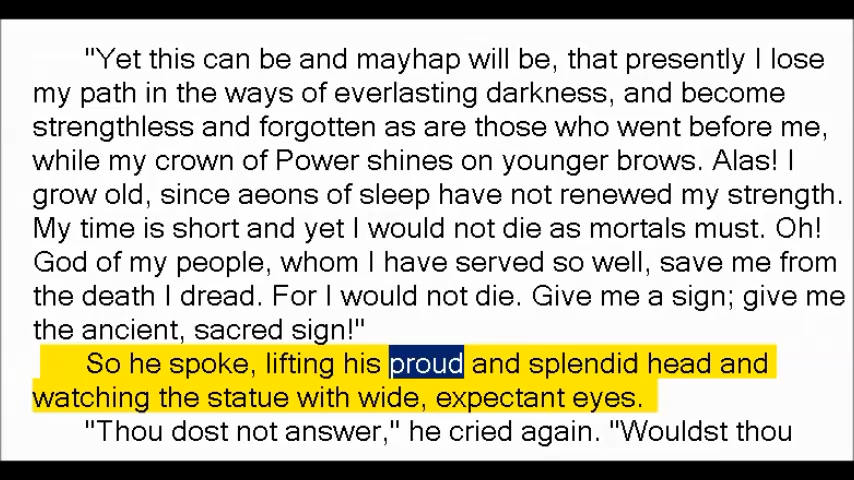 "Yet this can be and mayhap will be, that presently I lose
my path in the ways of everlasting darkness, and become
strengthless and forgotten as are those who went before me,
while my crown of Power shines on younger brows. Alas! I
grow old, since aeons of sleep have not renewed my strength.
My time is short and yet I would not die as mortals must. Oh!
God of my people, whom I have served so well, save me from
the death I dread. For I would not die. Give me a sign; give me
the ancient, sacred sign!"
So he spoke, lifting his proud and splendid head and
watching the statue with wide, expectant eyes.
"Thou dost not answer," he cried again. "Wouldst thou